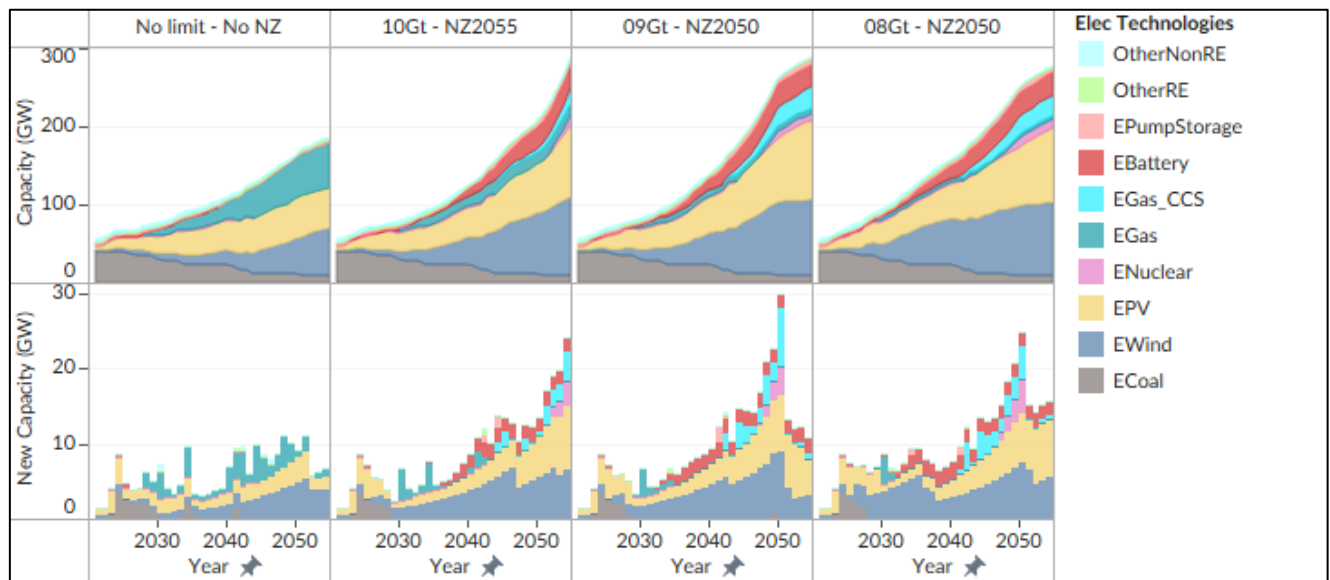 No limit - No NZ
10Gt - NZ2055
09Gt - NZ2050
08Gt - NZ2050
Elec Technologies
OtherNonRE
OtherRE
EPumpStorage
EBattery
EGas_CCS
EGas
ENuclear
EPV
EWind
ECoal
Capacity (GW)
300
200
100
0
New Capacity (GW)
30
20
10
0
2030 2040 2050
2030 2040 2050
2030 2040 2050
2030 2040 2050
Year
Year
Year
Year